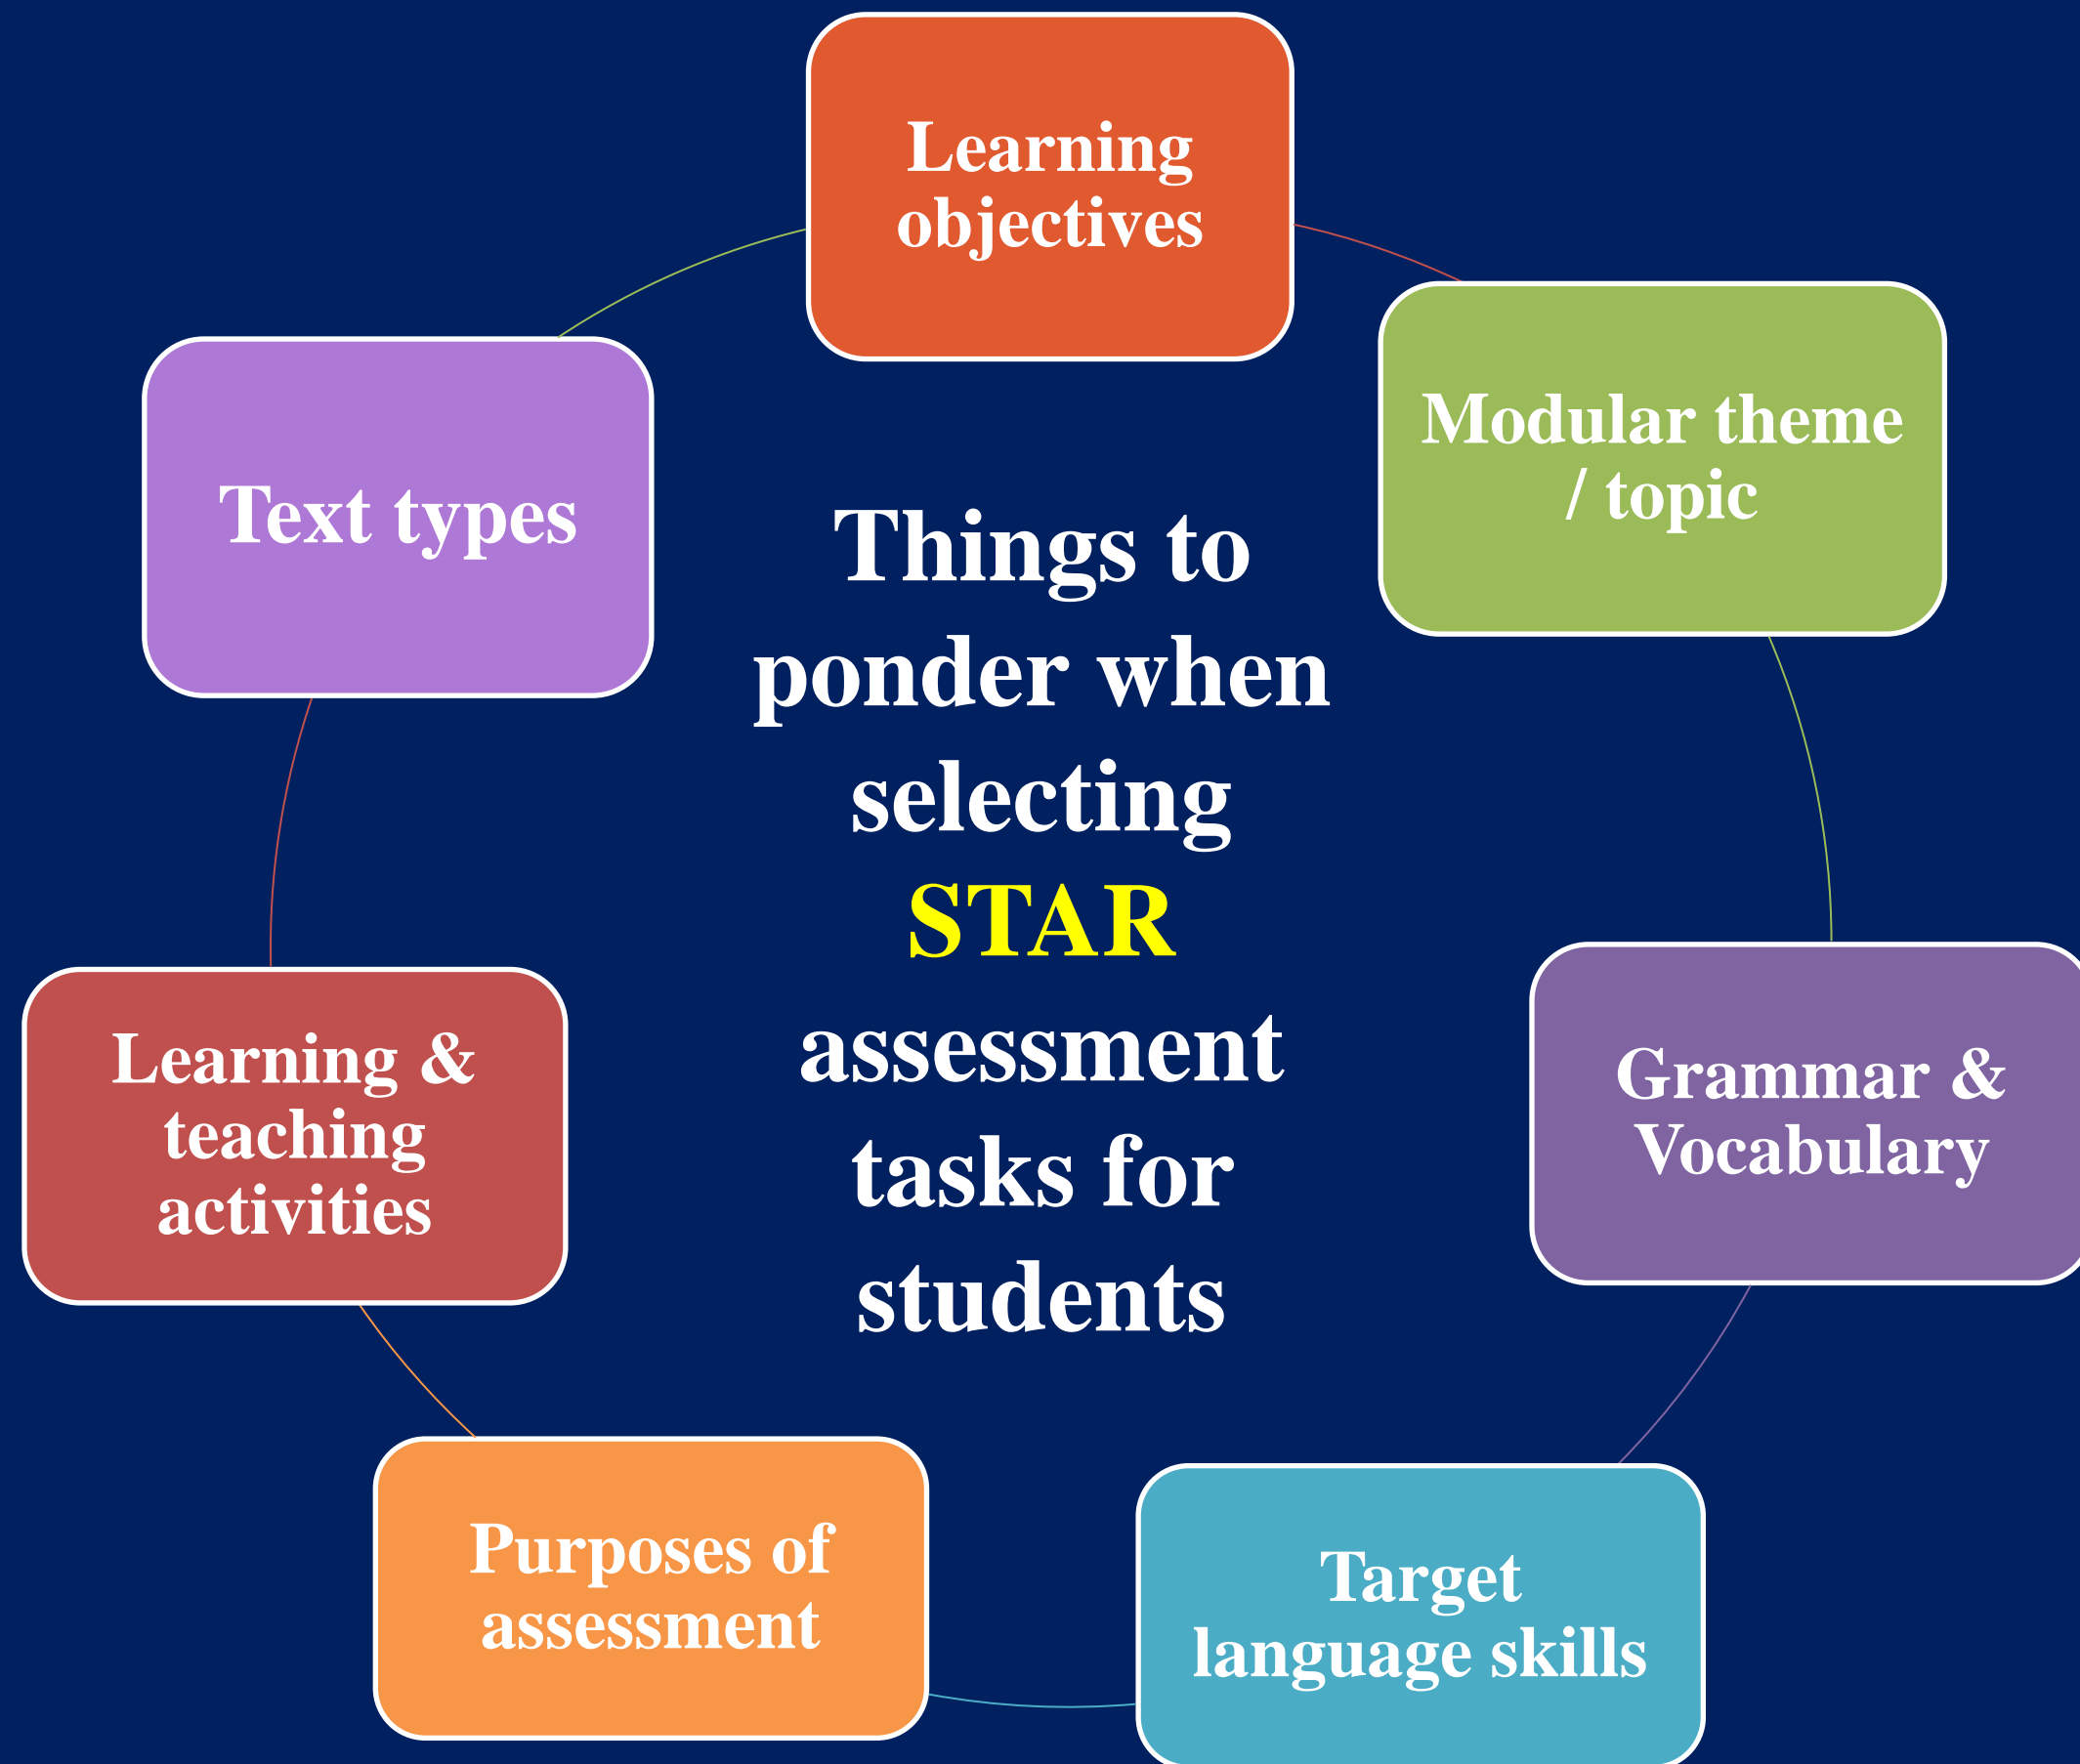 Learning
objectives
Modular theme
/ topic
Text types
Things to
ponder when
selecting
STAR
assessment
tasks for
students
Grammar &
Vocabulary
Learning &
teaching
activities
Purposes of
assessment
Target
language skills